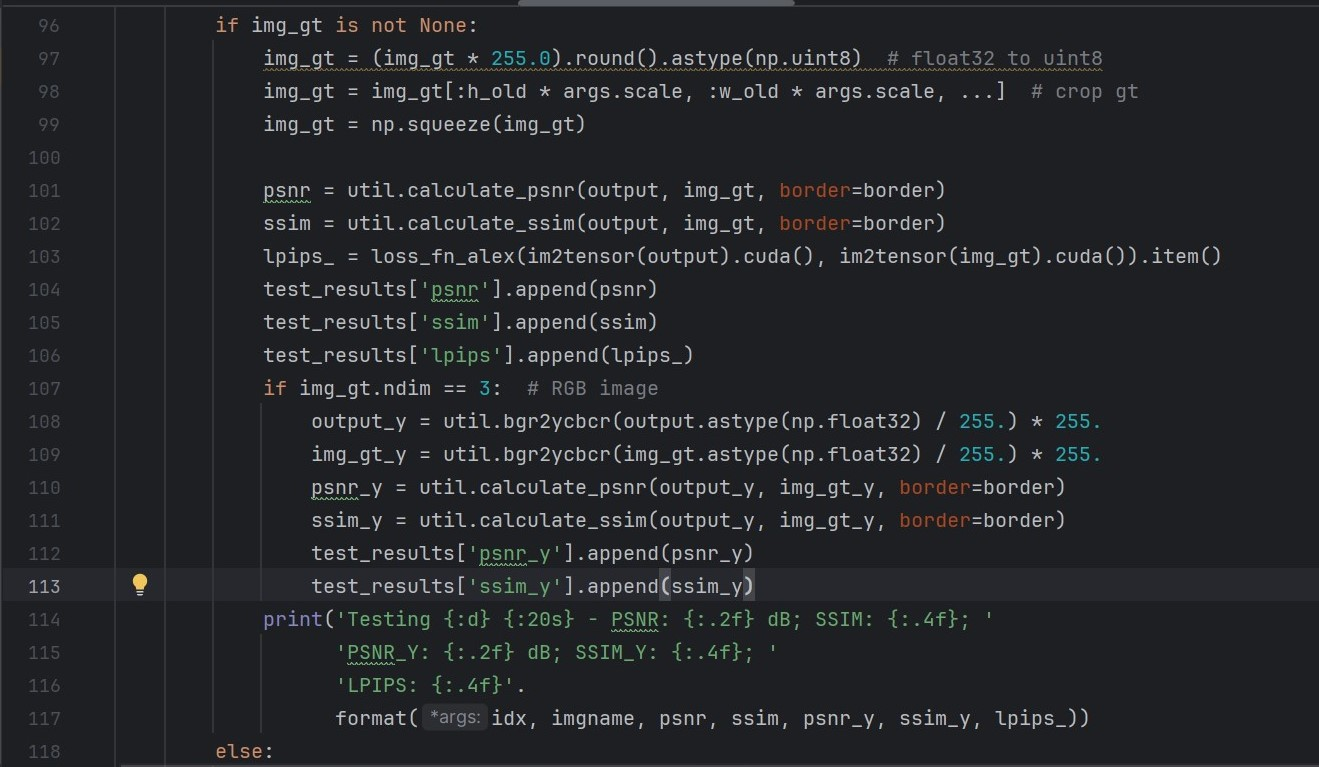 96 if img_gt is not None:
97 img_gt = (img_gt * 255.0).round().astype(np.uint8)  # float32 to uint8
98 img_gt = img_gt[:h_old * args.scale, :w_old * args.scale, ...]  # crop gt
99 img_gt = np.squeeze(img_gt)
100
101 psnr = util.calculate_psnr(output, img_gt, border=border)
102 ssim = util.calculate_ssim(output, img_gt, border=border)
103 lpips_ = loss_fn_alex(im2tensor(output).cuda(), im2tensor(img_gt).cuda()).item()
104 test_results['psnr'].append(psnr)
105 test_results['ssim'].append(ssim)
106 test_results['lpips'].append(lpips_)
107 if img_gt.ndim == 3:  # RGB image
108 output_y = util.bgr2ycbcr(output.astype(np.float32) / 255.) * 255.
109 img_gt_y = util.bgr2ycbcr(img_gt.astype(np.float32) / 255.) * 255.
110 psnr_y = util.calculate_psnr(output_y, img_gt_y, border=border)
111 ssim_y = util.calculate_ssim(output_y, img_gt_y, border=border)
112 test_results['psnr_y'].append(psnr_y)
113 test_results['ssim_y'].append(ssim_y)
114 print('Testing {:d} {:20s} - PSNR: {:.2f} dB; SSIM: {:.4f}; '
115 'PSNR_Y: {:.2f} dB; SSIM_Y: {:.4f}; '
116 'LPIPS: {:.4f}'.
117 format( *args: idx, imgname, psnr, ssim, psnr_y, ssim_y, lpips_))
118 else: